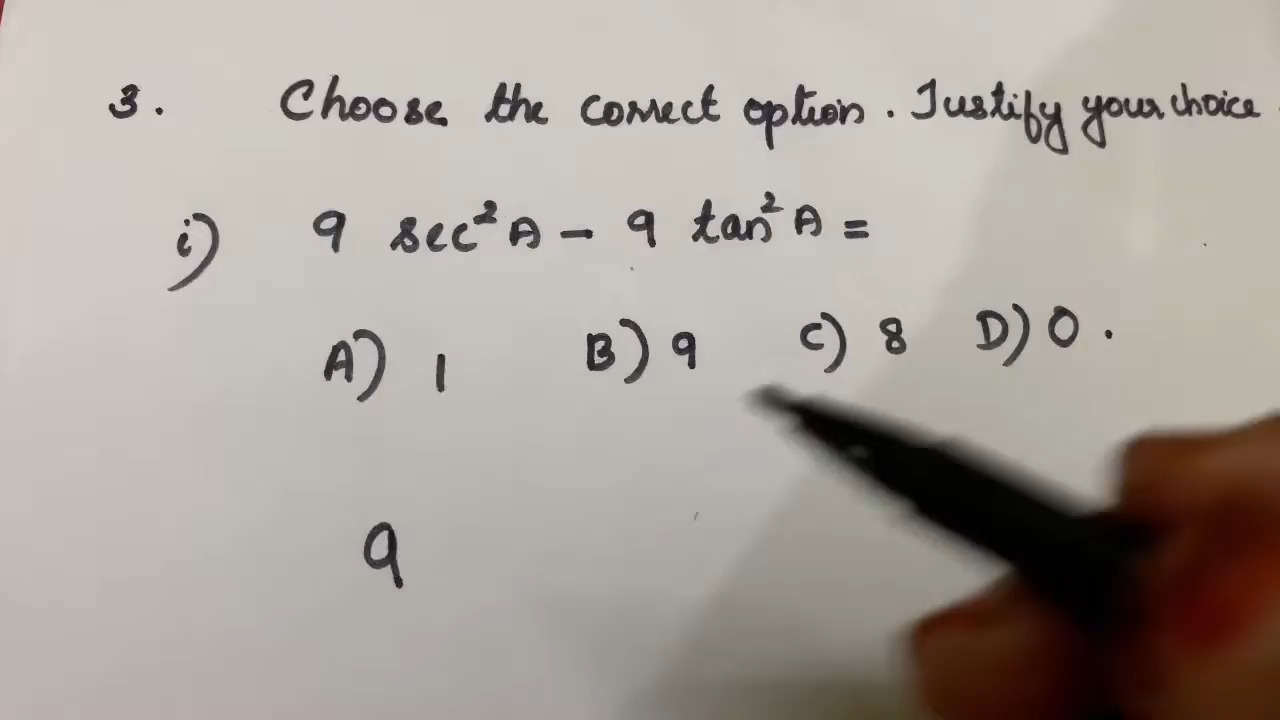 3. Choose the correct option. Justify your choice.
i) 9 sec²A - 9 tan²A =
A) 1 B) 9 C) 8 D) 0.
9